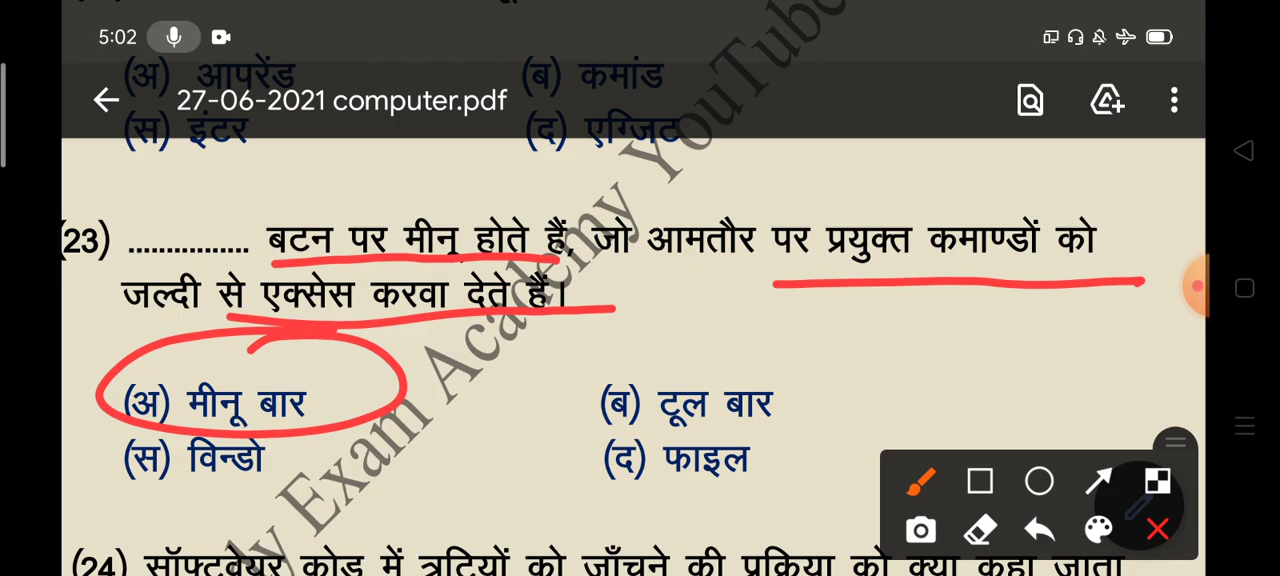 5:02
(अ) आपरेंड (ब) कमांड
27-06-2021 computer.pdf
(स) इंटर (द) एग्जिट
(23) ................ बटन पर मीनू होते हैं, जो आमतौर पर प्रयुक्त कमाण्डों को
जल्दी से एक्सेस करवा देते हैं।
(अ) मीनू बार (ब) टूल बार
(स) विन्डो (द) फाइल
(24) सॉफ्टवेयर कोड में त्रुटियों को जाँचने की प्रक्रिया को क्या कहा जाता
Exam Academy YouTube